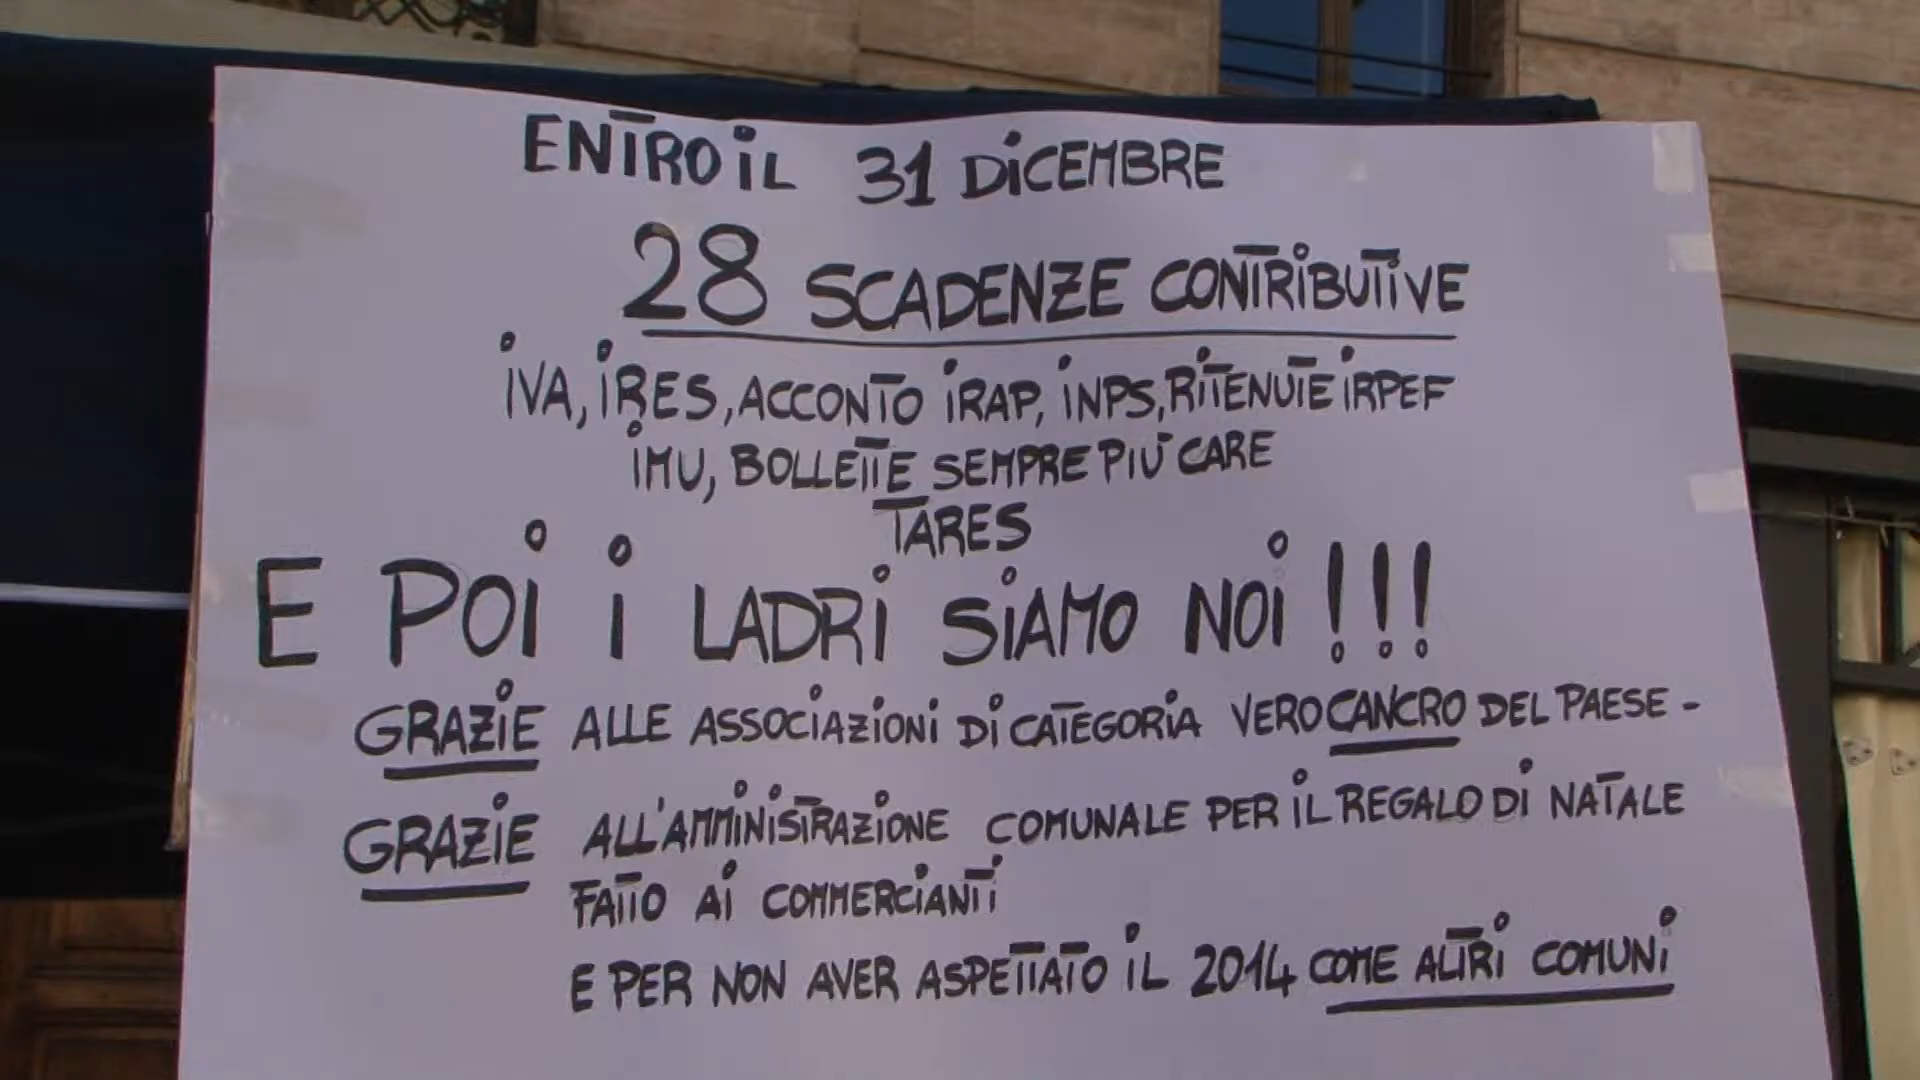 ENTRO IL 31 DICEMBRE
28 SCADENZE CONTRIBUTIVE
IVA, IRES, ACCONTO IRAP, INPS, RITENUTE IRPEF
IMU, BOLLETTE SEMPRE PIÙ CARE
TARES
E POI I LADRI SIAMO NOI !!!
GRAZIE ALLE ASSOCIAZIONI DI CATEGORIA VERO CANCRO DEL PAESE -
GRAZIE ALL'AMMINISTRAZIONE COMUNALE PER IL REGALO DI NATALE
FATTO AI COMMERCIANTI
E PER NON AVER ASPETTATO IL 2014 COME ALTRI COMUNI